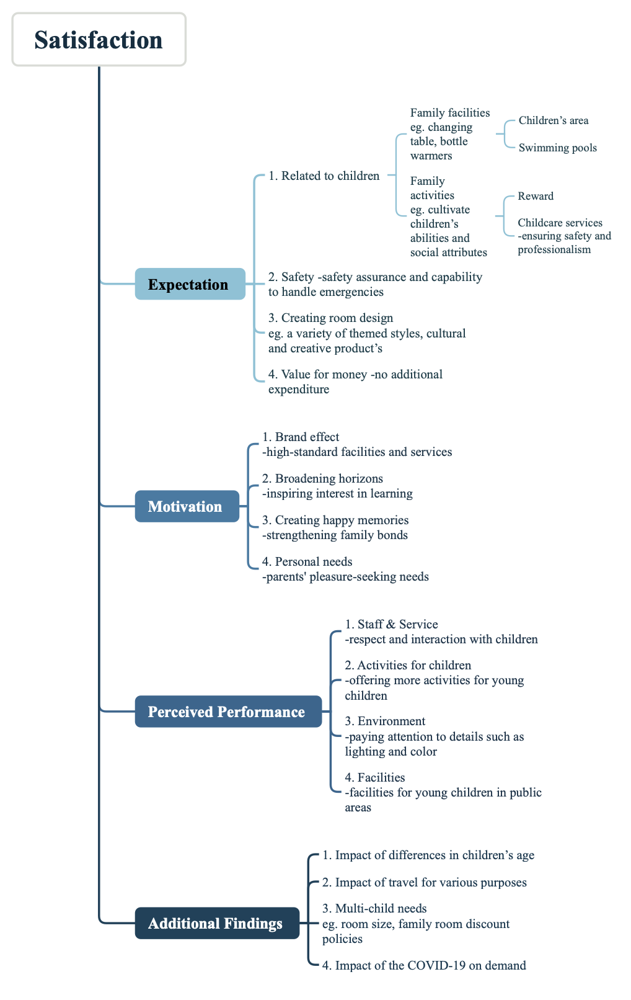 Satisfaction
Expectation
1. Related to children
Family facilities
eg. changing
table, bottle
warmers
Children’s area
Swimming pools
Family
activities
eg. cultivate
children’s
abilities and
social attributes
Reward
Childcare services
-ensuring safety and
professionalism
2. Safety -safety assurance and capability
to handle emergencies
3. Creating room design
eg. a variety of themed styles, cultural
and creative product’s
4. Value for money -no additional
expenditure
Motivation
1. Brand effect
-high-standard facilities and services
2. Broadening horizons
-inspiring interest in learning
3. Creating happy memories
-strengthening family bonds
4. Personal needs
-parents' pleasure-seeking needs
Perceived Performance
1. Staff & Service
-respect and interaction with children
2. Activities for children
-offering more activities for young
children
3. Environment
-paying attention to details such as
lighting and color
4. Facilities
-facilities for young children in public
areas
Additional Findings
1. Impact of differences in children’s age
2. Impact of travel for various purposes
3. Multi-child needs
eg. room size, family room discount
policies
4. Impact of the COVID-19 on demand